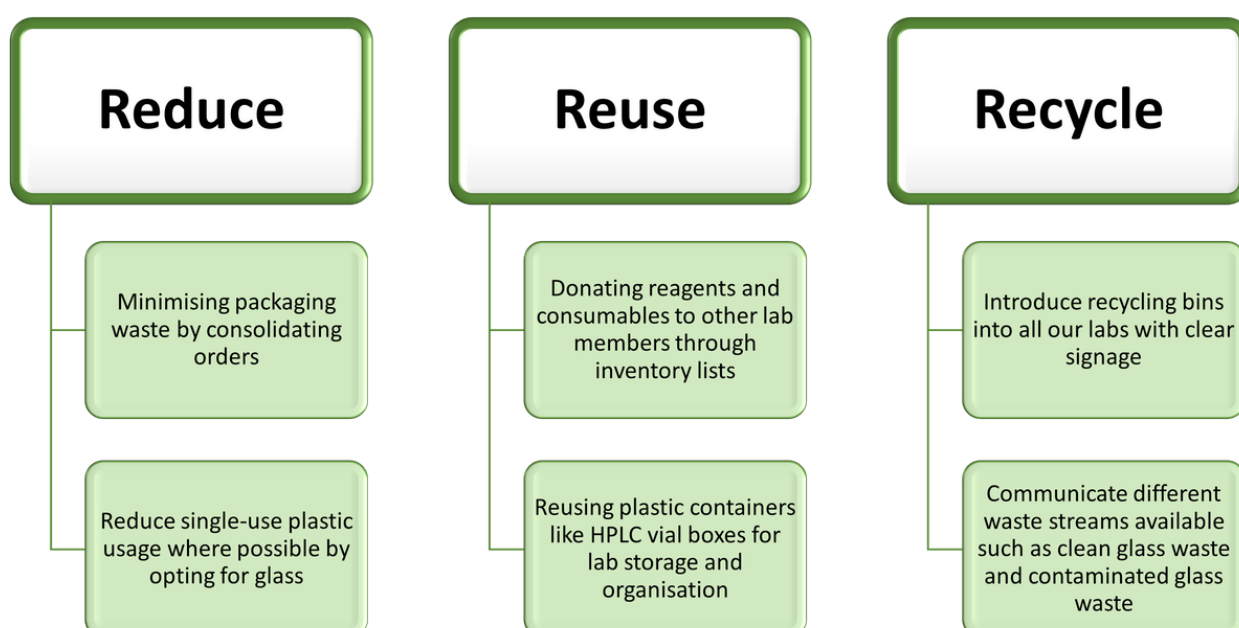 Reduce
Minimising packaging
waste by consolidating
orders
Reduce single-use plastic
usage where possible by
opting for glass
Reuse
Donating reagents and
consumables to other lab
members through
inventory lists
Reusing plastic containers
like HPLC vial boxes for
lab storage and
organisation
Recycle
Introduce recycling bins
into all our labs with clear
signage
Communicate different
waste streams available
such as clean glass waste
and contaminated glass
waste